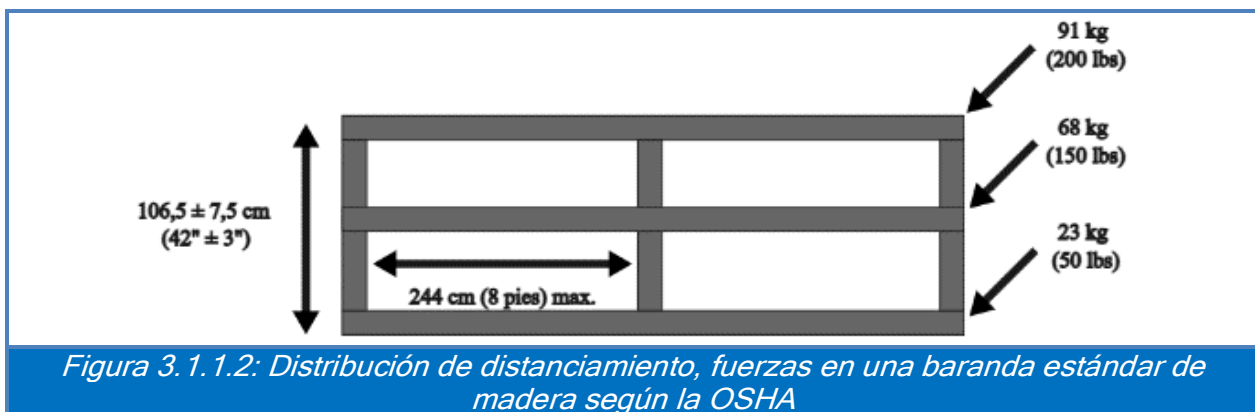 91 kg
(200 lbs)
68 kg
(150 lbs)
106,5 ± 7,5 cm
(42" ± 3")
23 kg
(50 lbs)
244 cm (8 pies) max.
Figura 3.1.1.2: Distribución de distanciamiento, fuerzas en una baranda estándar de
madera según la OSHA